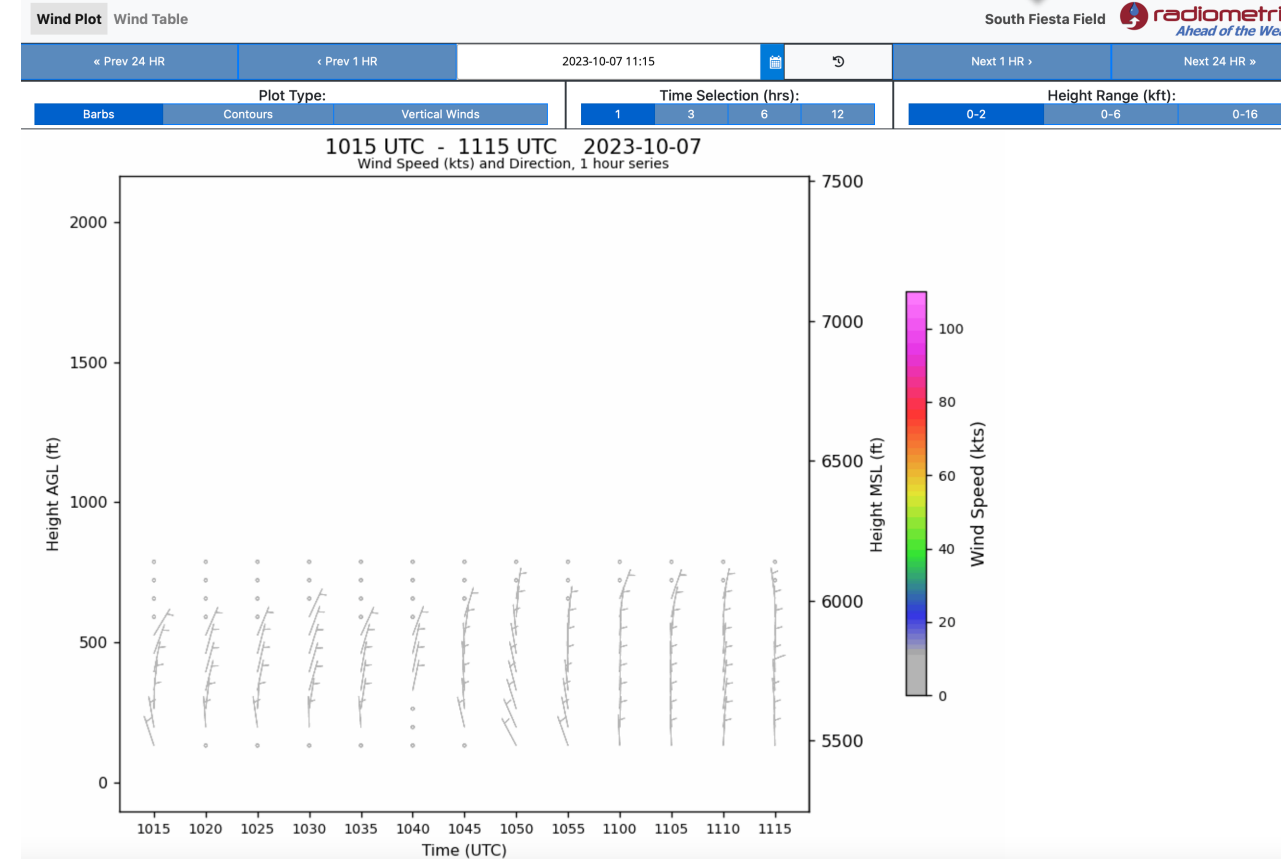 Wind Plot Wind Table South Fiesta Field radiometri
Ahead of the Wea
« Prev 24 HR ‹ Prev 1 HR 2023-10-07 11:15 Next 1 HR › Next 24 HR »
Plot Type: Time Selection (hrs): Height Range (kft):
Barbs Contours Vertical Winds 1 3 6 12 0-2 0-6 0-16
1015 UTC - 1115 UTC 2023-10-07
Wind Speed (kts) and Direction, 1 hour series
Height AGL (ft)
2000
1500
1000
500
0
7500
7000
6500
6000
5500
Height MSL (ft)
100
80
60
40
20
0
Wind Speed (kts)
1015 1020 1025 1030 1035 1040 1045 1050 1055 1100 1105 1110 1115
Time (UTC)